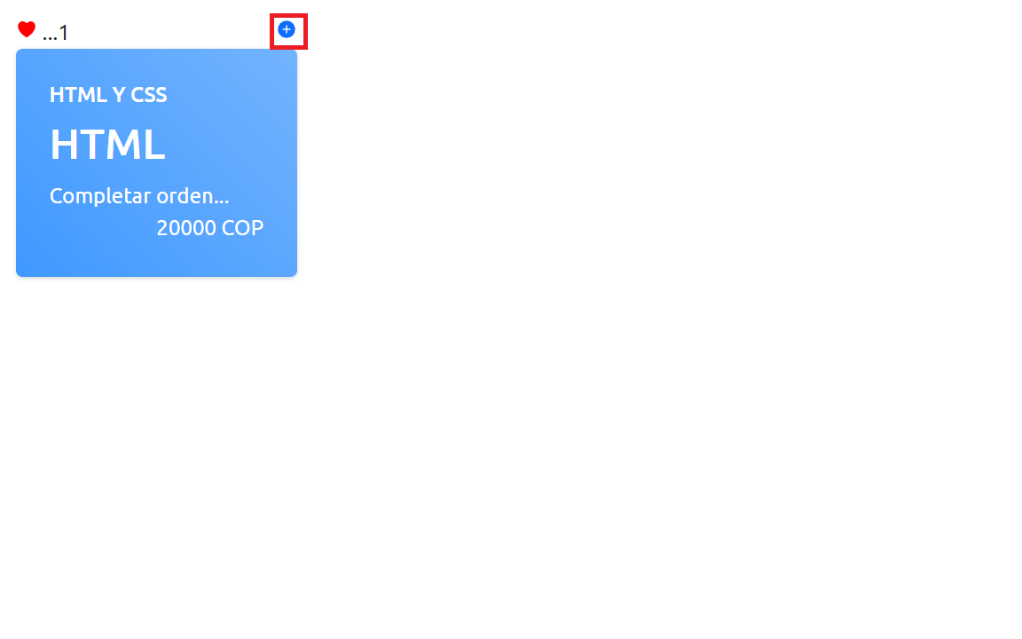 ...1
HTML Y CSS
HTML
Completar orden...
20000 COP